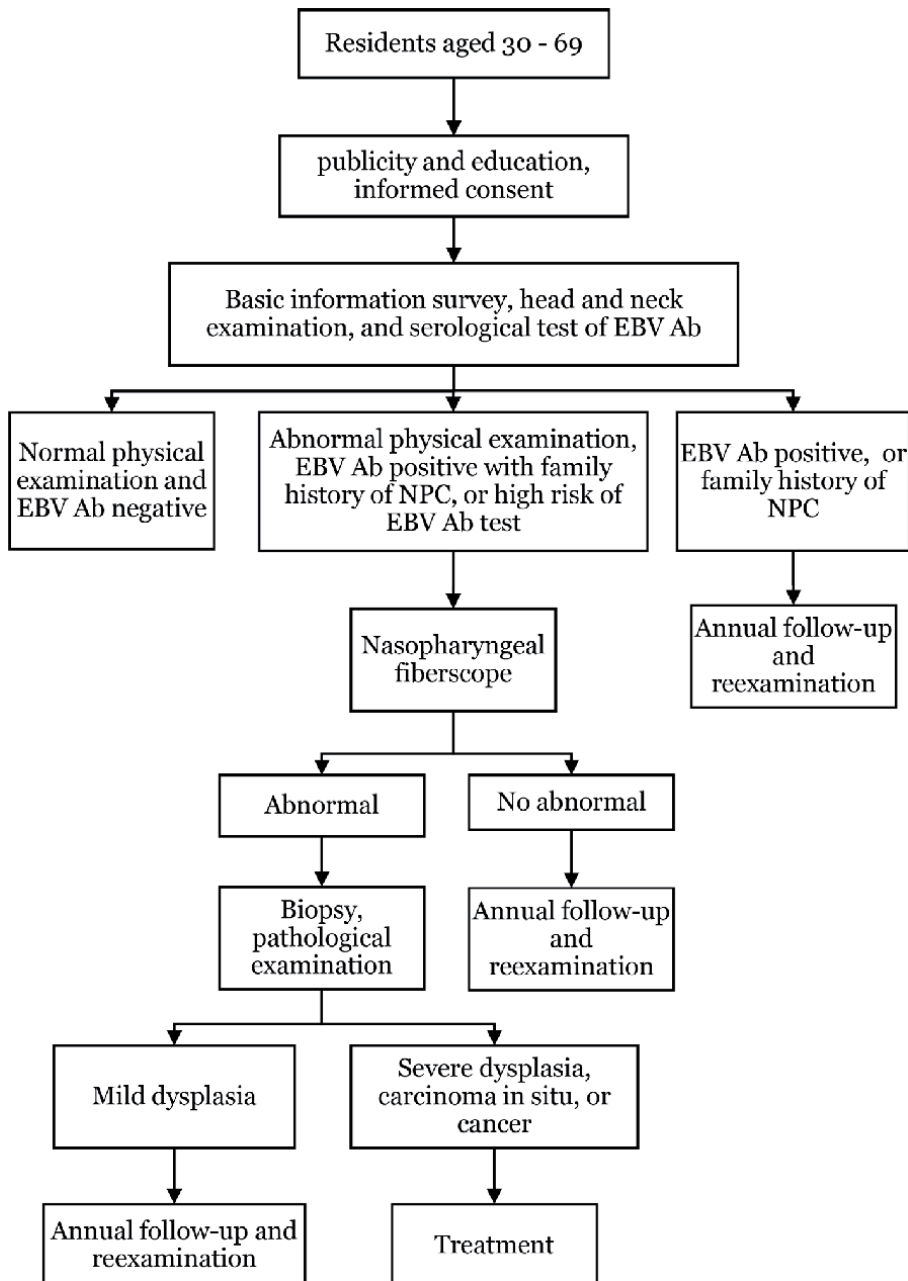 Residents aged 30 - 69
publicity and education,
informed consent
Basic information survey, head and neck
examination, and serological test of EBV Ab
Normal physical
examination and
EBV Ab negative
Abnormal physical examination,
EBV Ab positive with family
history of NPC, or high risk of
EBV Ab test
EBV Ab positive, or
family history of
NPC
Nasopharyngeal
fiberscope
Annual follow-up
and
reexamination
Abnormal
No abnormal
Biopsy,
pathological
examination
Annual follow-up
and
reexamination
Mild dysplasia
Severe dysplasia,
carcinoma in situ, or
cancer
Annual follow-up and
reexamination
Treatment